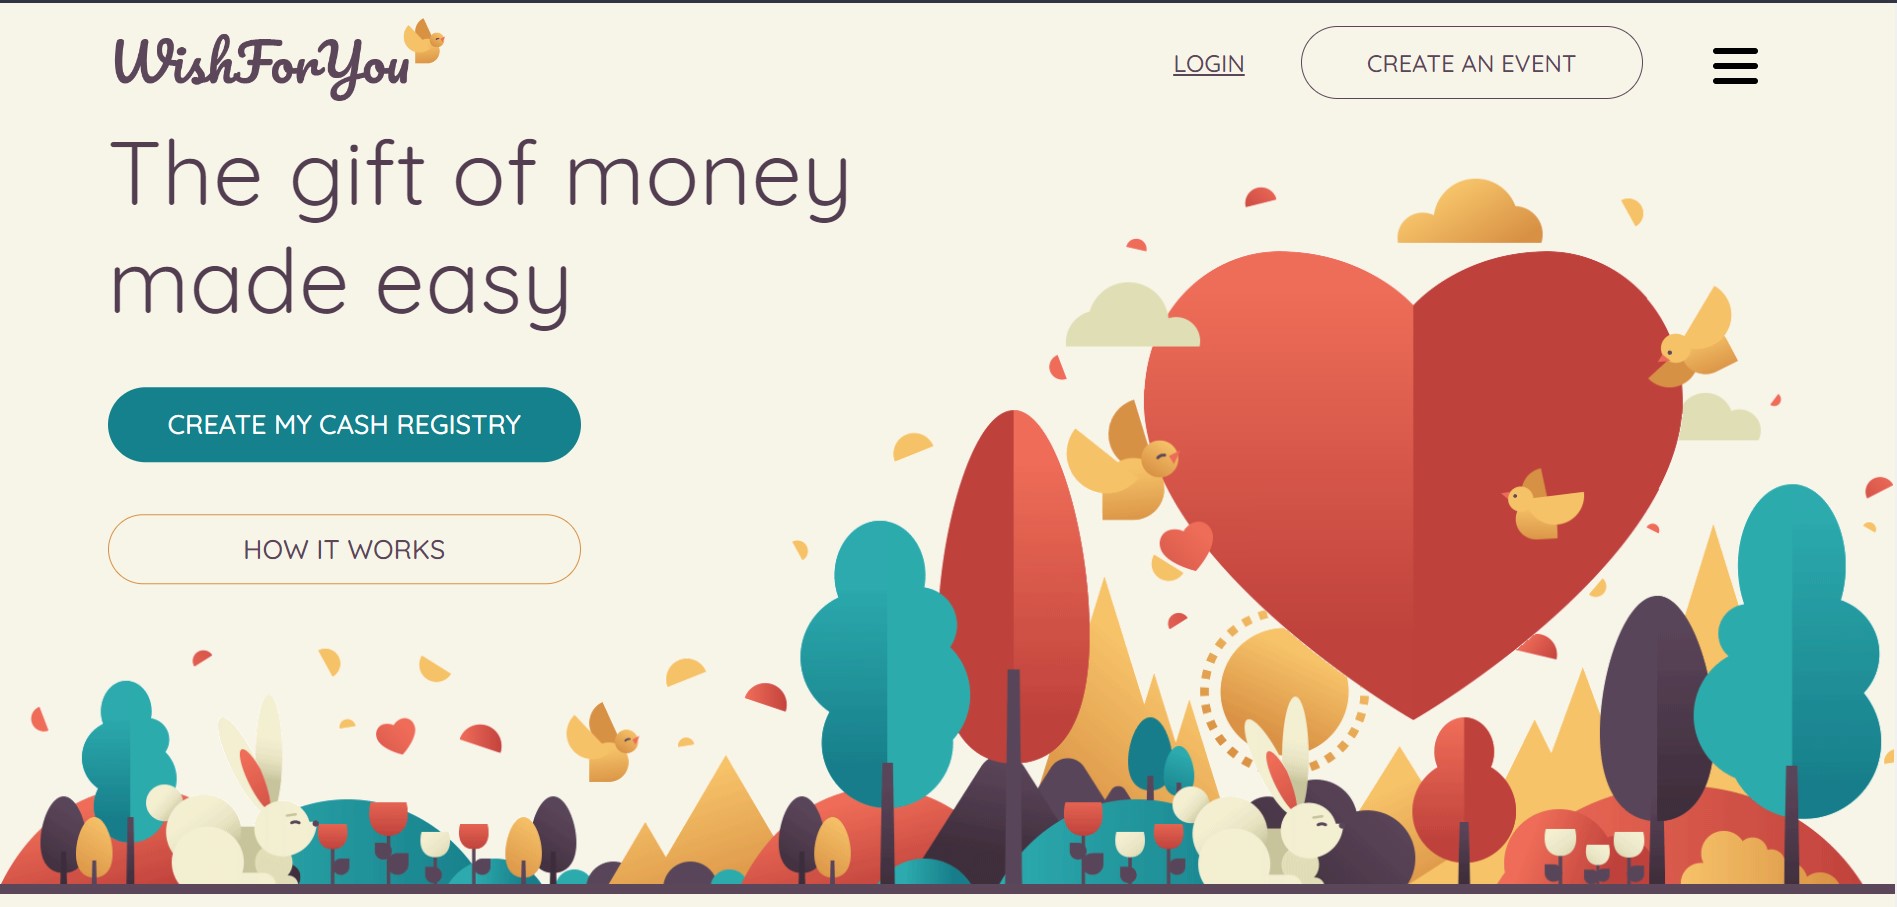 WishForYou
LOGIN
CREATE AN EVENT
The gift of money
made easy
CREATE MY CASH REGISTRY
HOW IT WORKS